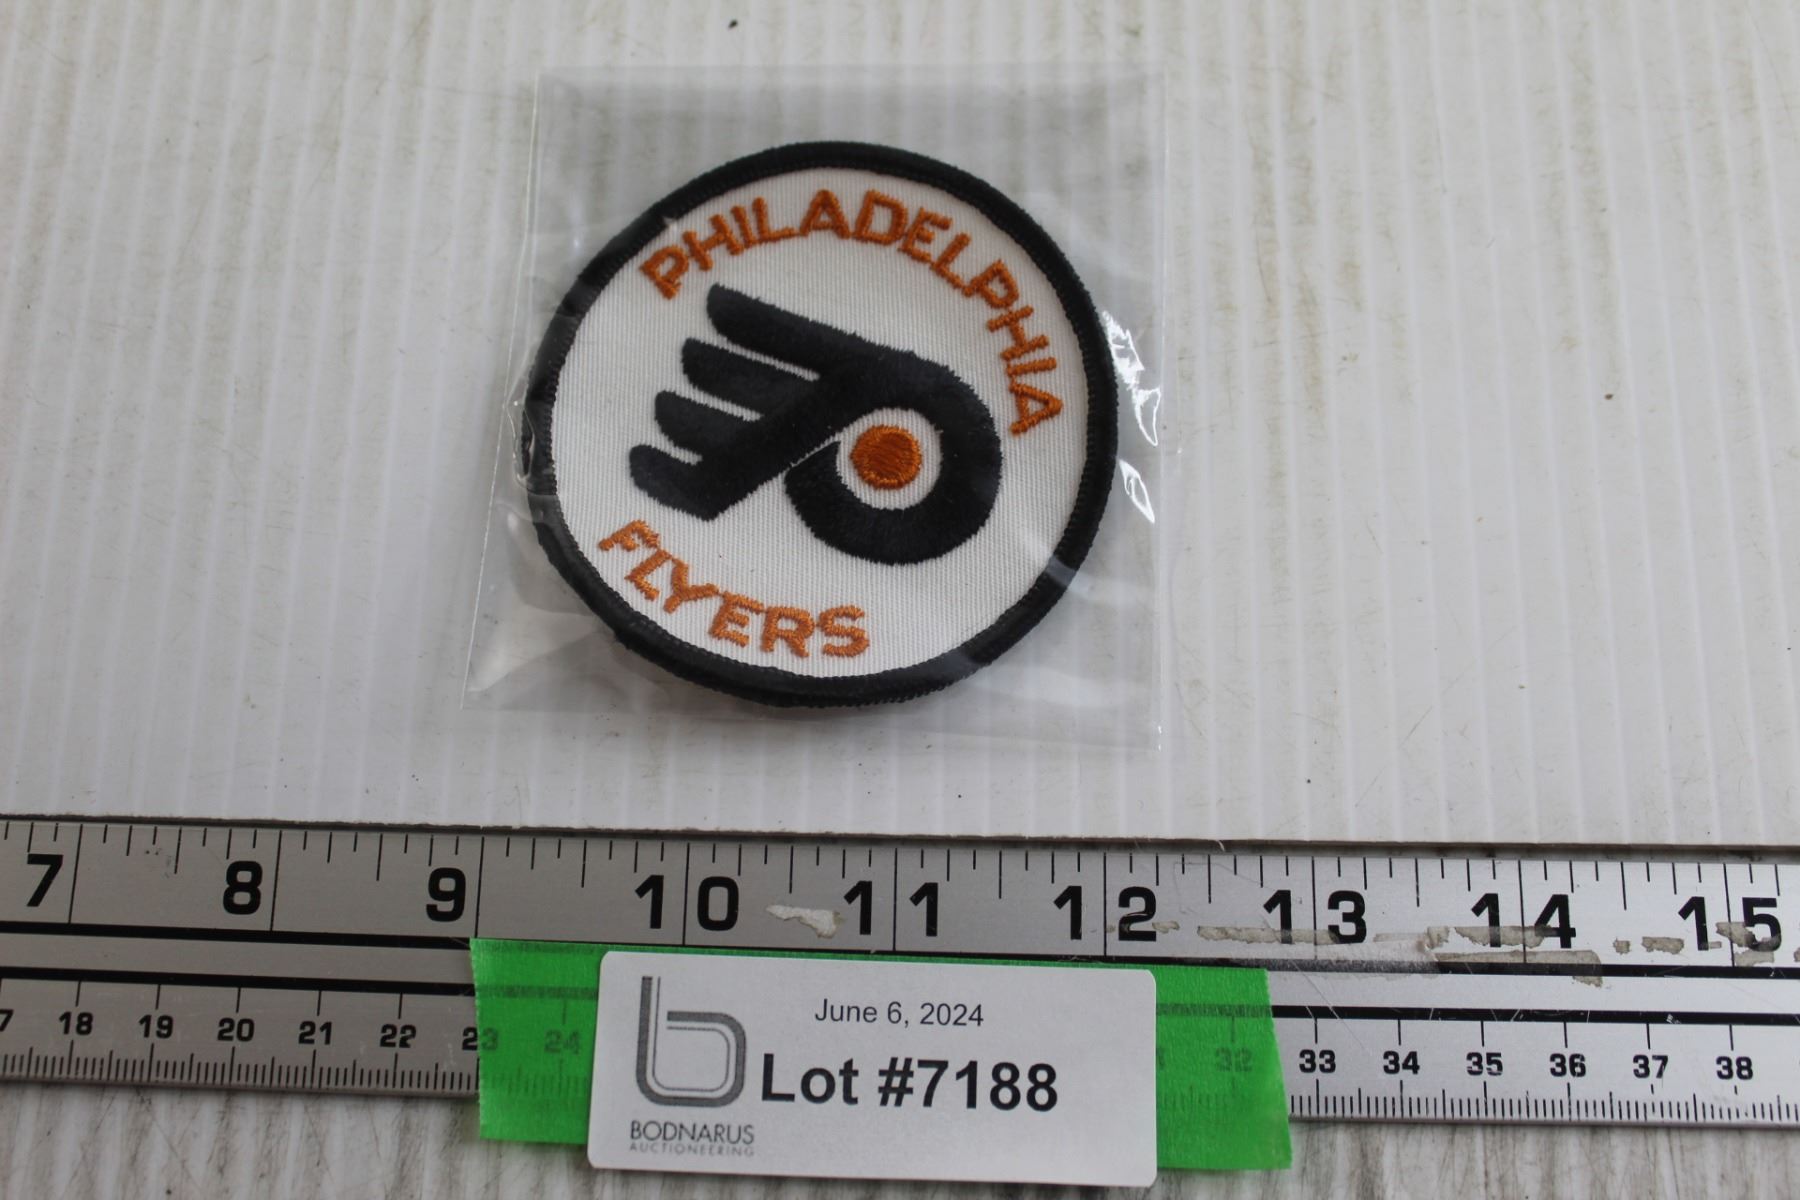 PHILADELPHIA
FLYERS
7 8 9 10 11 12 13 14 15
7 18 19 20 21 22 23 24 32 33 34 35 36 37 38
June 6, 2024
Lot #7188
BODNARUS
AUCTIONEERING